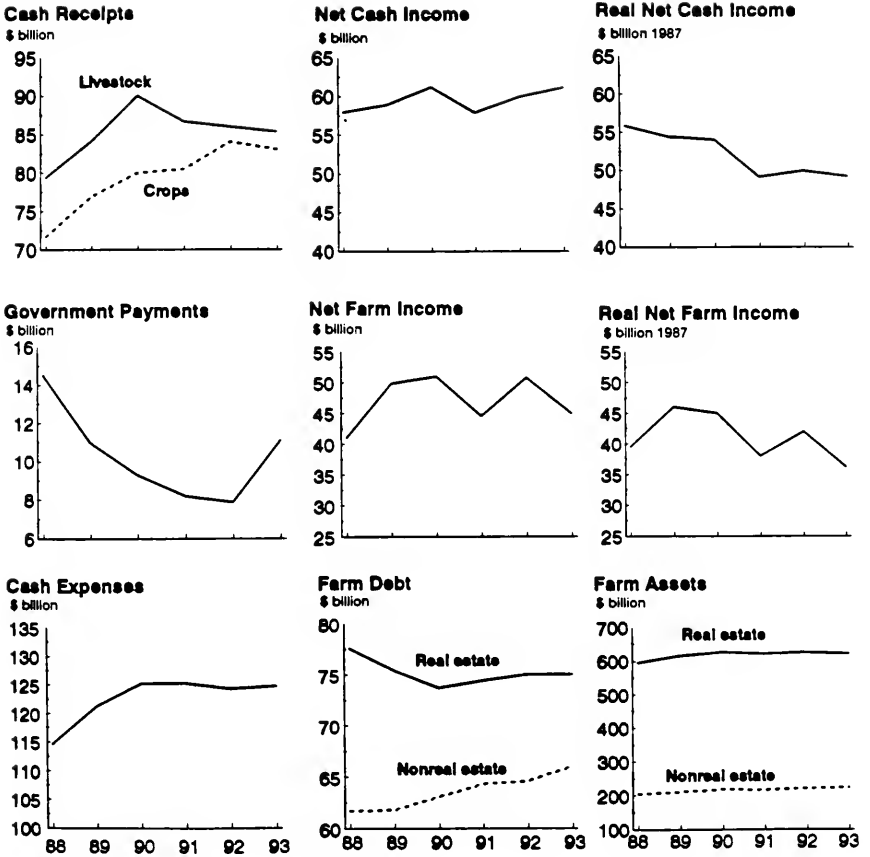 Cash Receipts
$ billion
95
90
85
80
75
70
Livestock
Crops
Net Cash Income
$ billion
65
60
55
50
45
40
Real Net Cash Income
$ billion 1987
65
60
55
50
45
40
Government Payments
$ billion
16
14
12
10
8
6
Net Farm Income
$ billion
55
50
45
40
35
30
25
Real Net Farm Income
$ billion 1987
55
50
45
40
35
30
25
Cash Expenses
$ billion
135
130
125
120
115
110
105
100
88 89 90 91 92 93
Farm Debt
$ billion
80
75
70
65
60
Real estate
Nonreal estate
88 89 90 91 92 93
Farm Assets
$ billion
700
600
500
400
300
200
100
Real estate
Nonreal estate
88 89 90 91 92 93